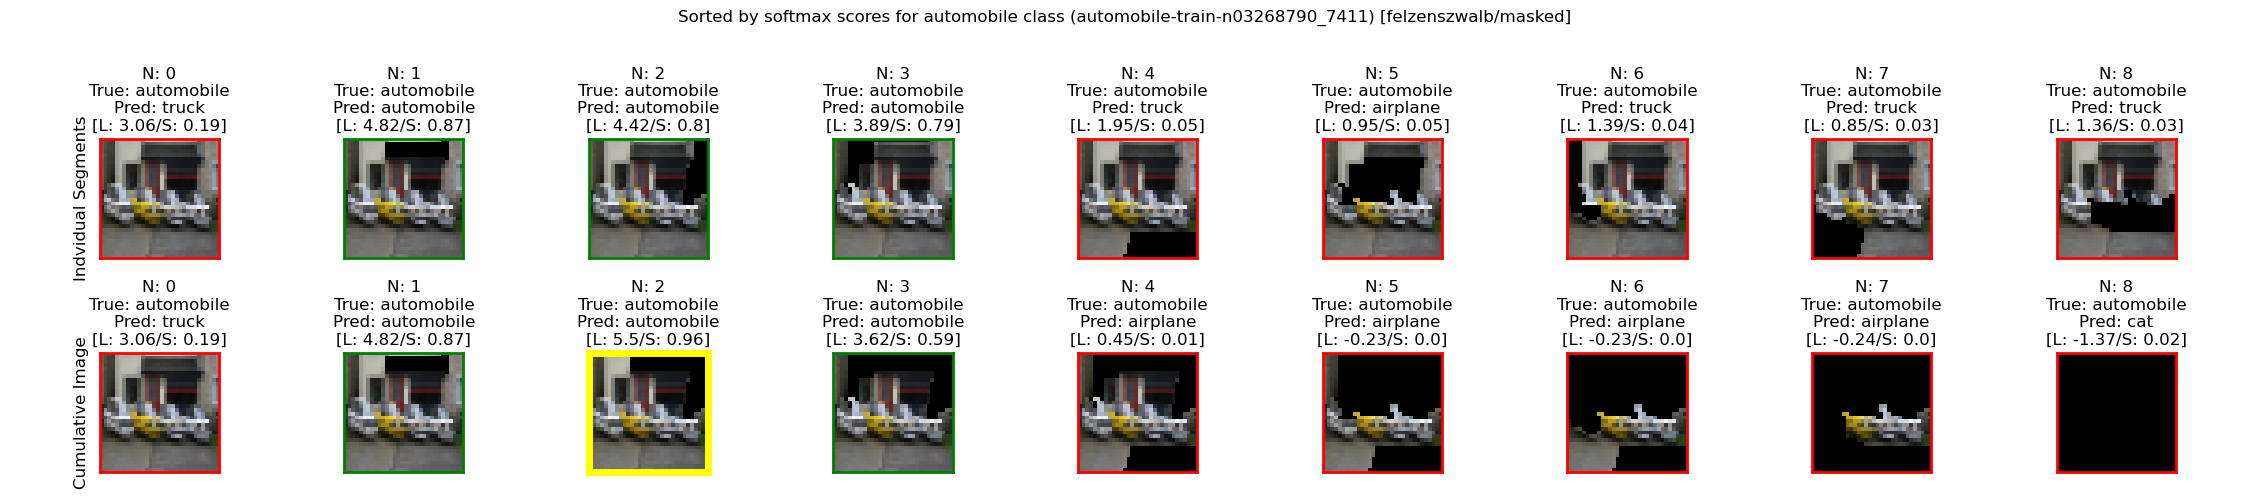 Sorted by softmax scores for automobile class (automobile-train-n03268790_7411) [felzenszwalb/masked]
Indvidual Segments
N: 0
True: automobile
Pred: truck
[L: 3.06/S: 0.19]
N: 1
True: automobile
Pred: automobile
[L: 4.82/S: 0.87]
N: 2
True: automobile
Pred: automobile
[L: 4.42/S: 0.8]
N: 3
True: automobile
Pred: automobile
[L: 3.89/S: 0.79]
N: 4
True: automobile
Pred: truck
[L: 1.95/S: 0.05]
N: 5
True: automobile
Pred: airplane
[L: 0.95/S: 0.05]
N: 6
True: automobile
Pred: truck
[L: 1.39/S: 0.04]
N: 7
True: automobile
Pred: truck
[L: 0.85/S: 0.03]
N: 8
True: automobile
Pred: truck
[L: 1.36/S: 0.03]
Cumulative Image
N: 0
True: automobile
Pred: truck
[L: 3.06/S: 0.19]
N: 1
True: automobile
Pred: automobile
[L: 4.82/S: 0.87]
N: 2
True: automobile
Pred: automobile
[L: 5.5/S: 0.96]
N: 3
True: automobile
Pred: automobile
[L: 3.62/S: 0.59]
N: 4
True: automobile
Pred: airplane
[L: 0.45/S: 0.01]
N: 5
True: automobile
Pred: airplane
[L: -0.23/S: 0.0]
N: 6
True: automobile
Pred: airplane
[L: -0.23/S: 0.0]
N: 7
True: automobile
Pred: airplane
[L: -0.24/S: 0.0]
N: 8
True: automobile
Pred: cat
[L: -1.37/S: 0.02]